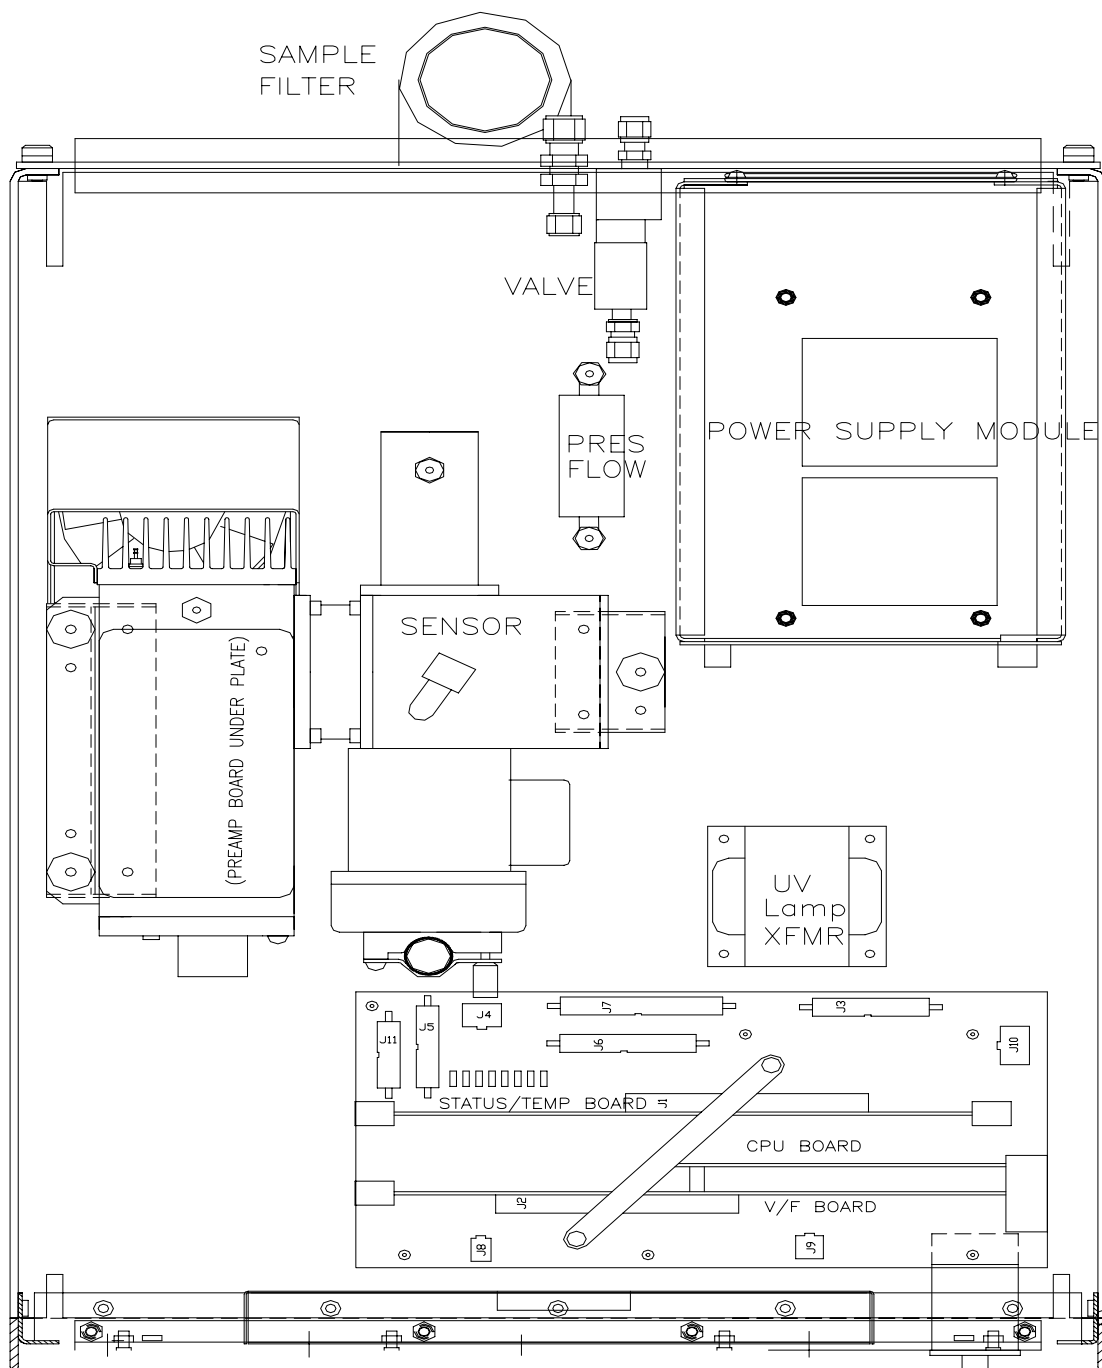 SAMPLE
FILTER
VALVE
POWER SUPPLY MODULE
PRES
FLOW
SENSOR
(PREAMP BOARD UNDER PLATE)
UV
Lamp
XFMR
J7
J3
J4
J5
J11
J6
J10
STATUS/TEMP BOARD
J1
CPU BOARD
J2
V/F BOARD
J8
J9